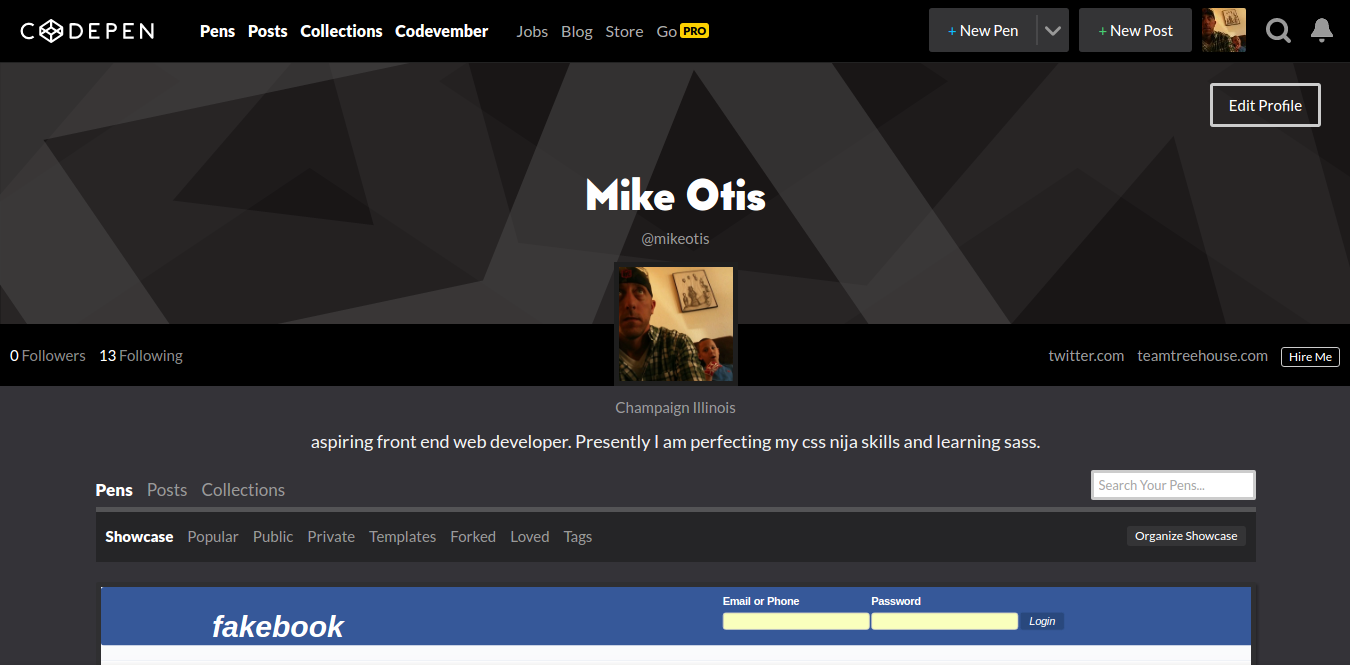 CODEPEN Pens Posts Collections Codevember Jobs Blog Store Go PRO + New Pen + New Post
Edit Profile
Mike Otis
@mikeotis
0 Followers 13 Following twitter.com teamtreehouse.com Hire Me
Champaign Illinois
aspiring front end web developer. Presently I am perfecting my css nija skills and learning sass.
Pens Posts Collections Search Your Pens...
Showcase Popular Public Private Templates Forked Loved Tags Organize Showcase
Email or Phone Password
fakebook Login